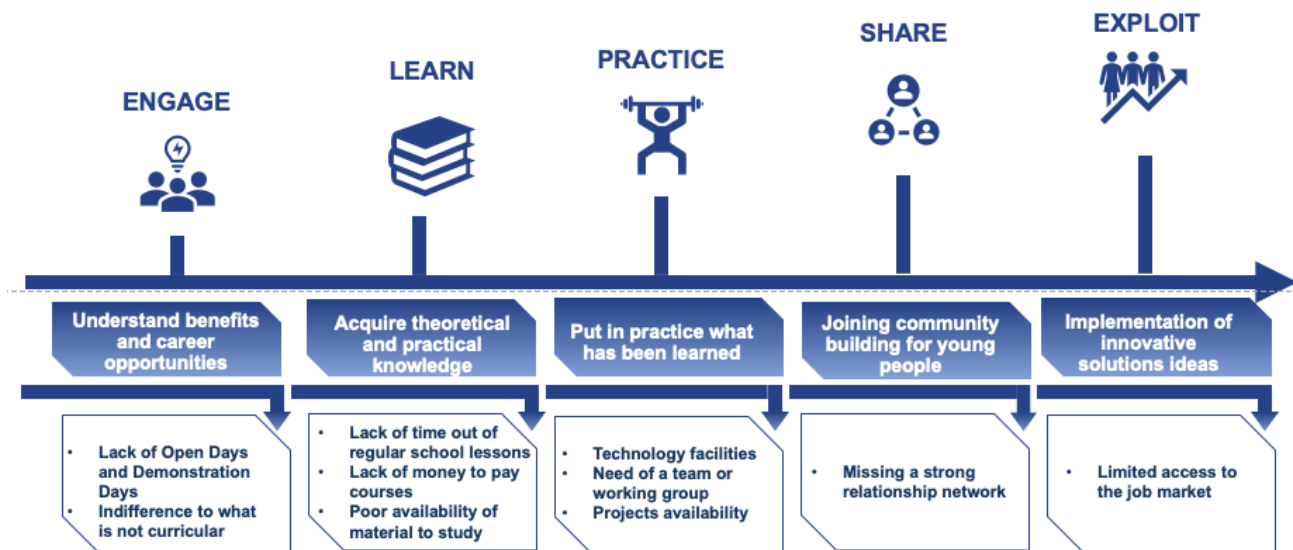 ENGAGE
LEARN
PRACTICE
SHARE
EXPLOIT
Understand benefits
and career
opportunities
Acquire theoretical
and practical
knowledge
Put in practice what
has been learned
Joining community
building for young
people
Implementation of
innovative
solutions ideas
• Lack of Open Days
and Demonstration
Days
• Indifference to what
is not curricular
• Lack of time out of
regular school lessons
• Lack of money to pay
courses
• Poor availability of
material to study
• Technology facilities
• Need of a team or
working group
• Projects availability
• Missing a strong
relationship network
• Limited access to
the job market